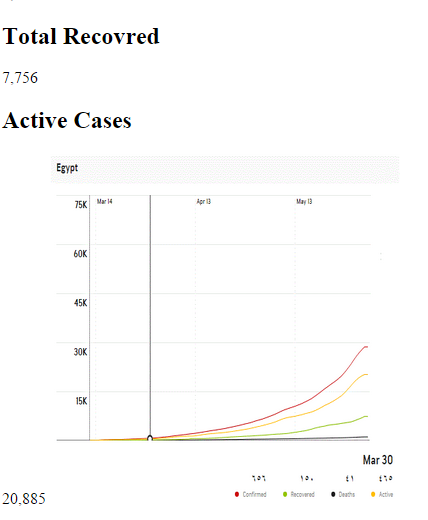 Total Recovred
7,756
Active Cases
Egypt
75K
Mar 14
Apr 13
May 13
60K
45K
30K
15K
Mar 30
٦٥٦ ١٥٠ ٤١ ٤٦٥
Confirmed Recovered Deaths Active
20,885